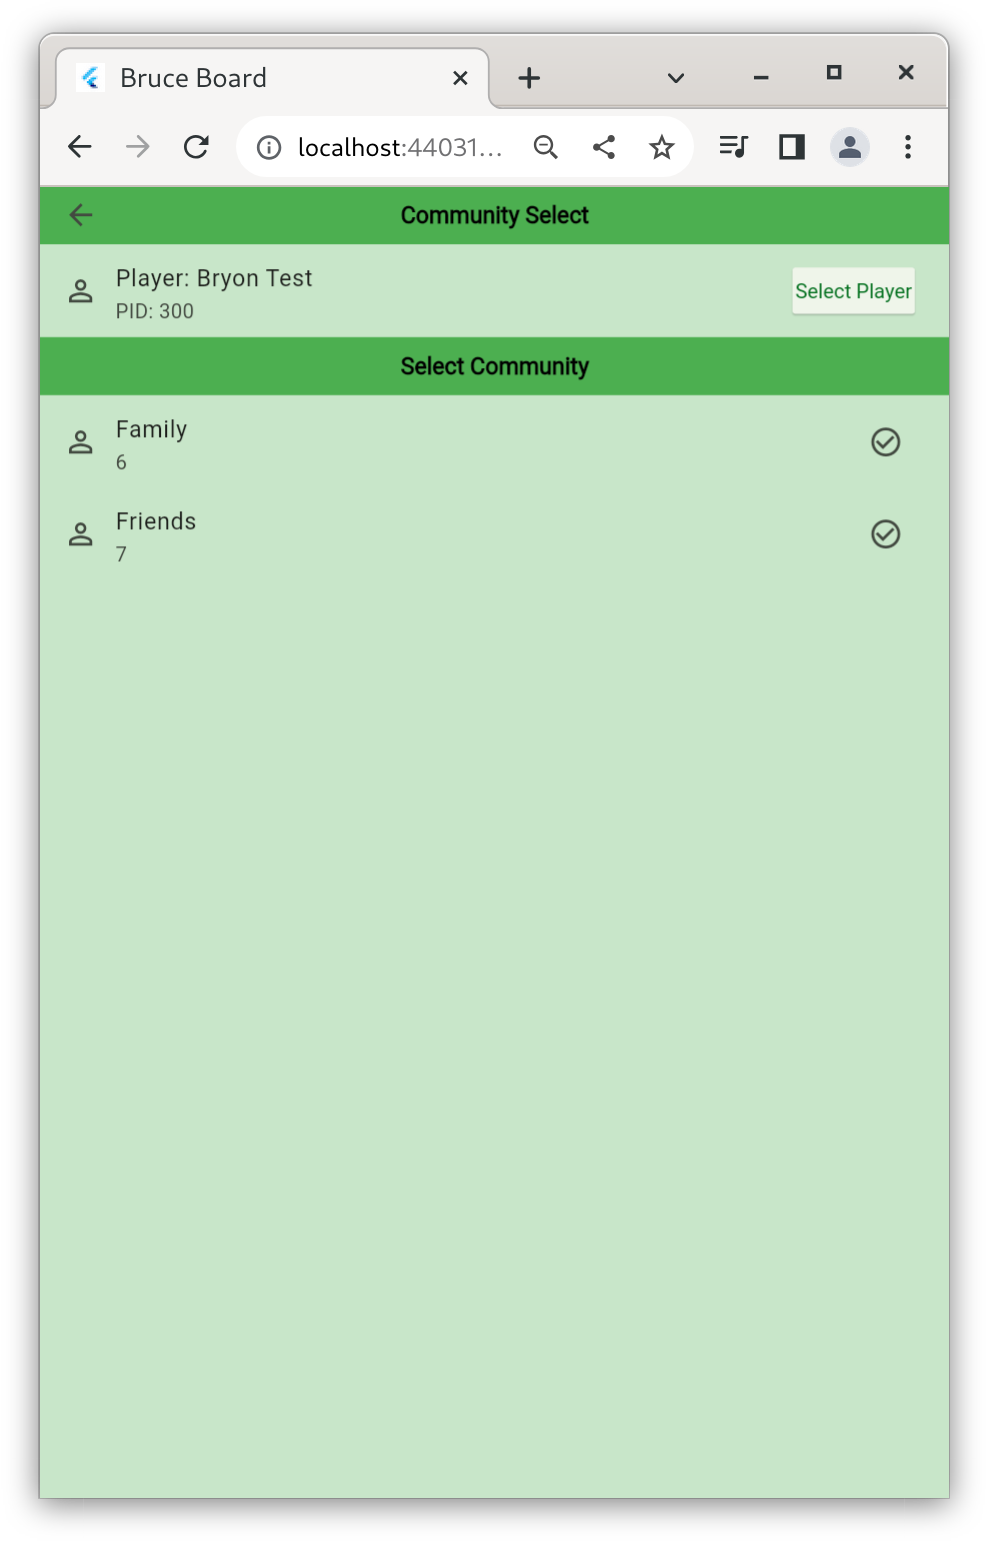 Bruce Board
localhost:44031...
Community Select
Player: Bryon Test
PID: 300
Select Player
Select Community
Family
6
Friends
7